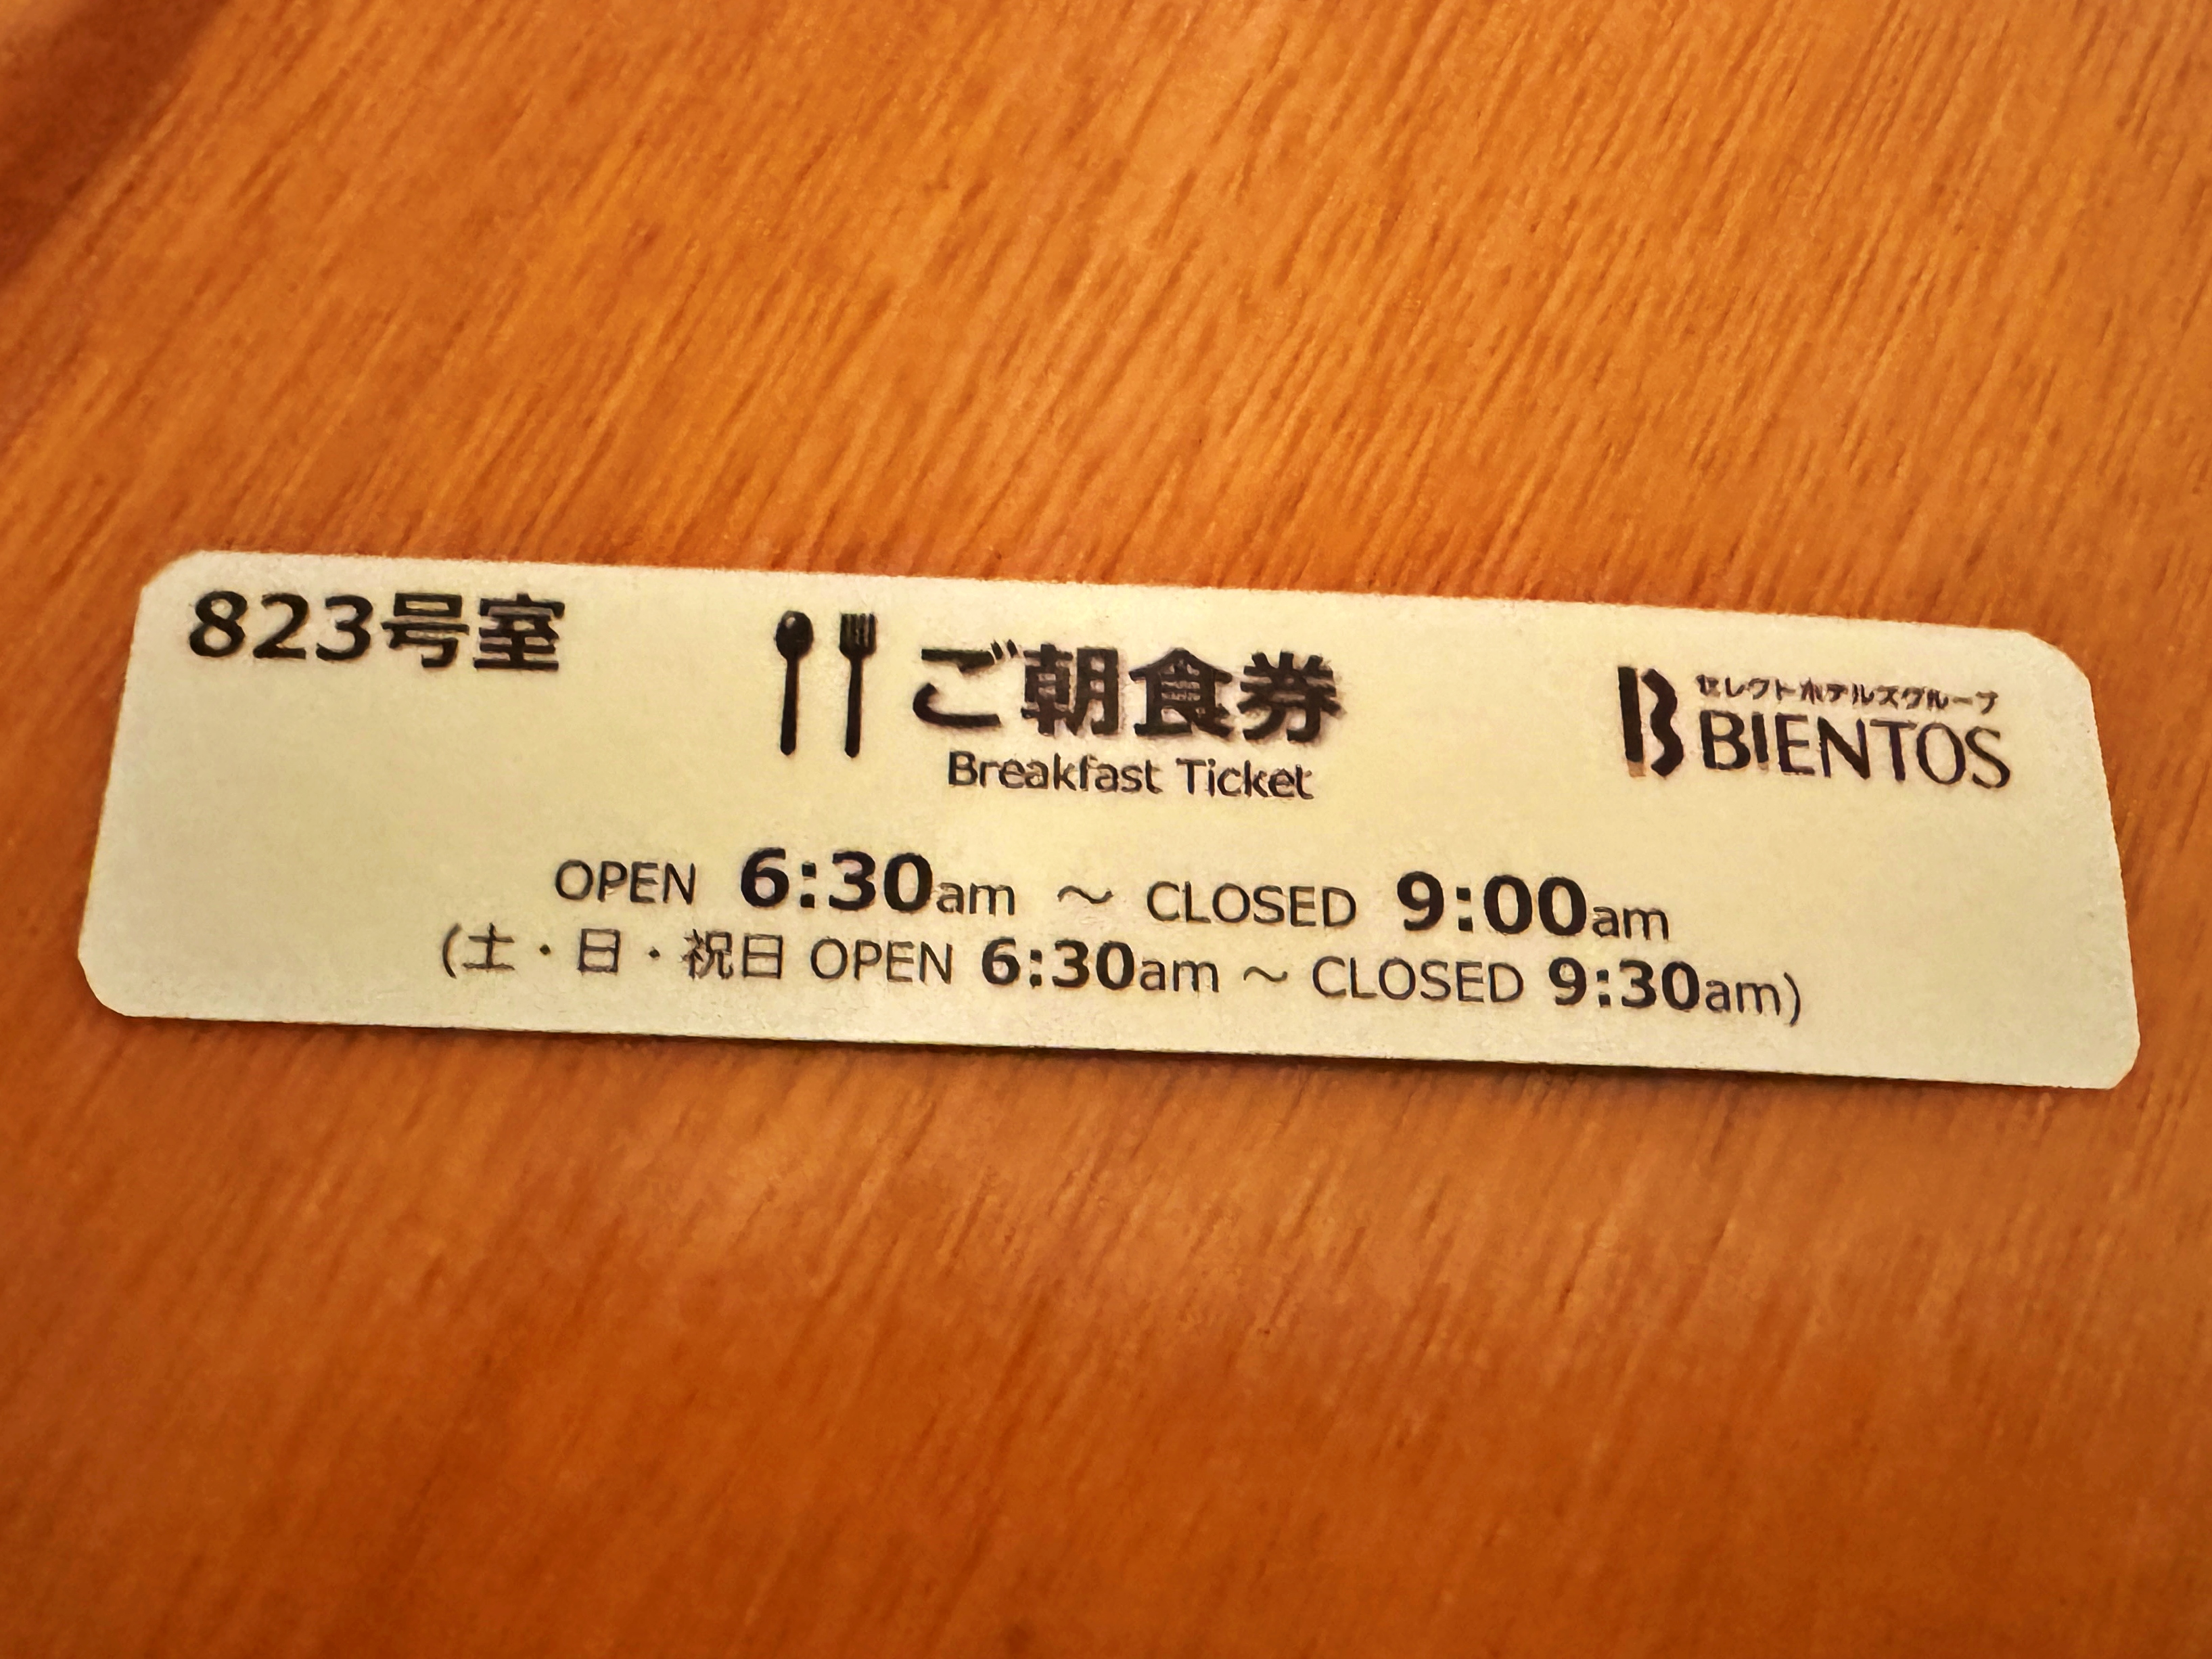 823号室
ご朝食券
Breakfast Ticket
セレクトホテルズグループ
BIENTOS
OPEN 6:30am ～ CLOSED 9:00am
(土・日・祝日 OPEN 6:30am ～ CLOSED 9:30am)